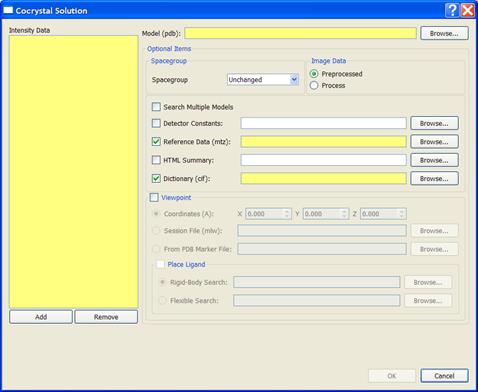 Cocrystal Solution
Intensity Data
Model (pdb): Browse...
Optional Items
Spacegroup
Image Data
Spacegroup Unchanged
Preprocessed
Process
Search Multiple Models
Detector Constants: Browse...
Reference Data (mtz): Browse...
HTML Summary: Browse...
Dictionary (cif): Browse...
Viewpoint
Coordinates (A): X 0.000 Y 0.000 Z 0.000
Session File (mlw): Browse...
From PDB Marker File: Browse...
Place Ligand
Rigid-Body Search: Browse...
Flexible Search: Browse...
Add Remove
OK Cancel